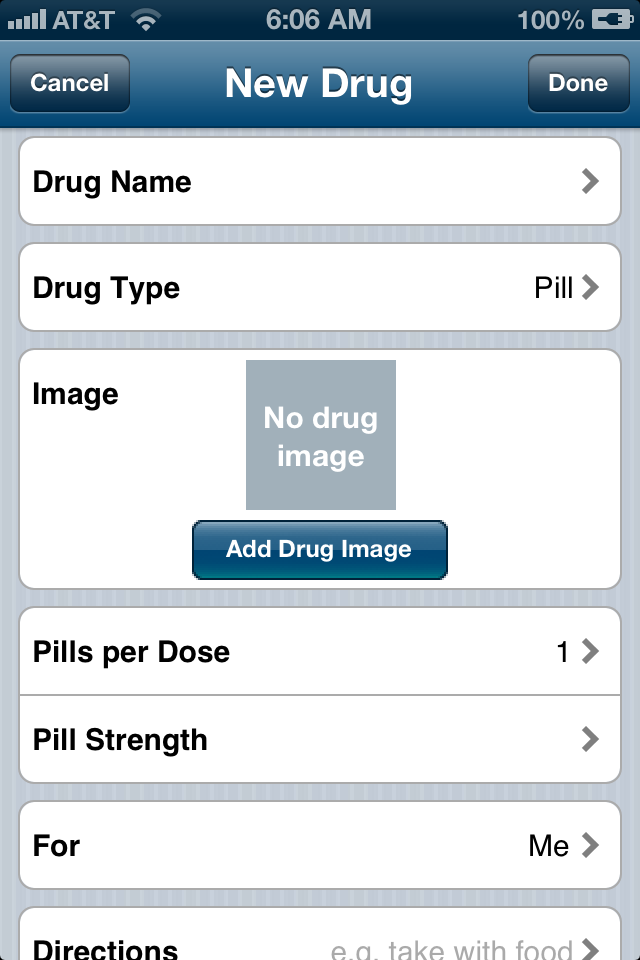 AT&T 6:06 AM 100%
Cancel New Drug Done
Drug Name
Drug Type Pill
Image
No drug
image
Add Drug Image
Pills per Dose 1
Pill Strength
For Me
Directions e.g. take with food